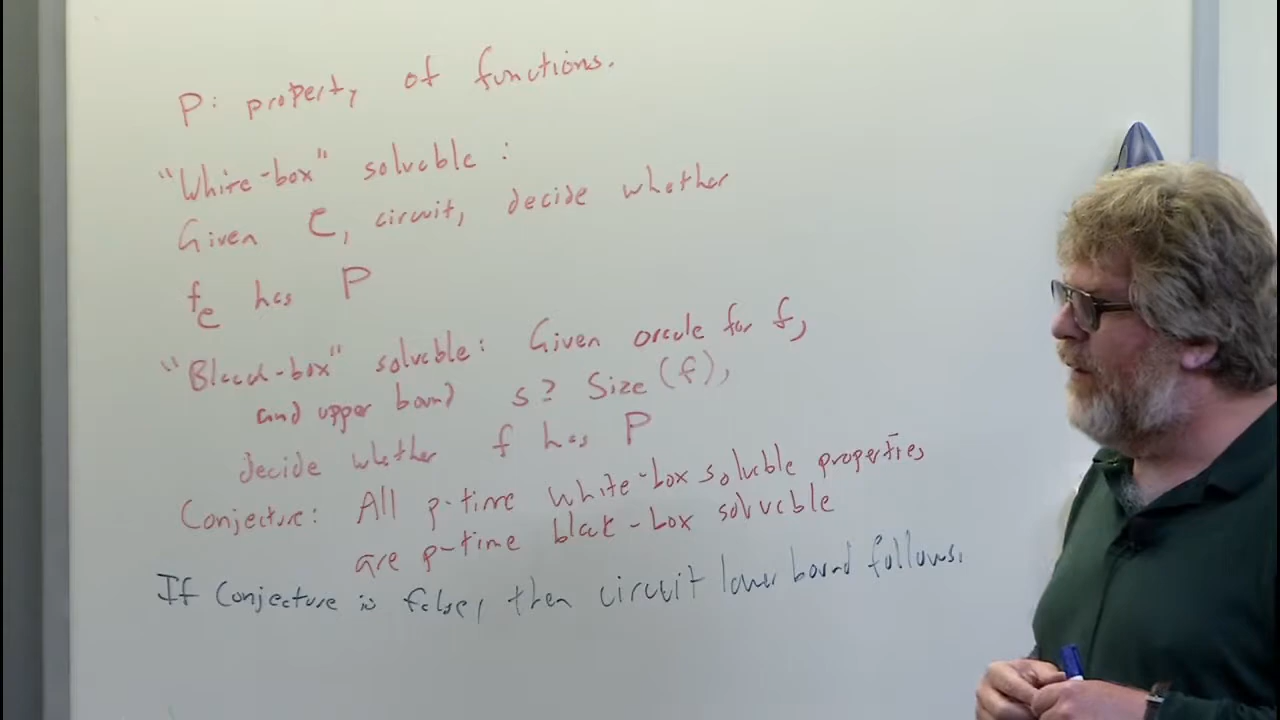 P: property of functions.
"White-box" solvable :
Given C, circuit, decide whether
f_C has P
"Black-box" solvable: Given oracle for f,
and upper bound s ≥ Size (f),
decide whether f has P
Conjecture: All p-time white-box soluble properties
are p-time black-box solvable
If Conjecture is false, then circuit lower bound follows.